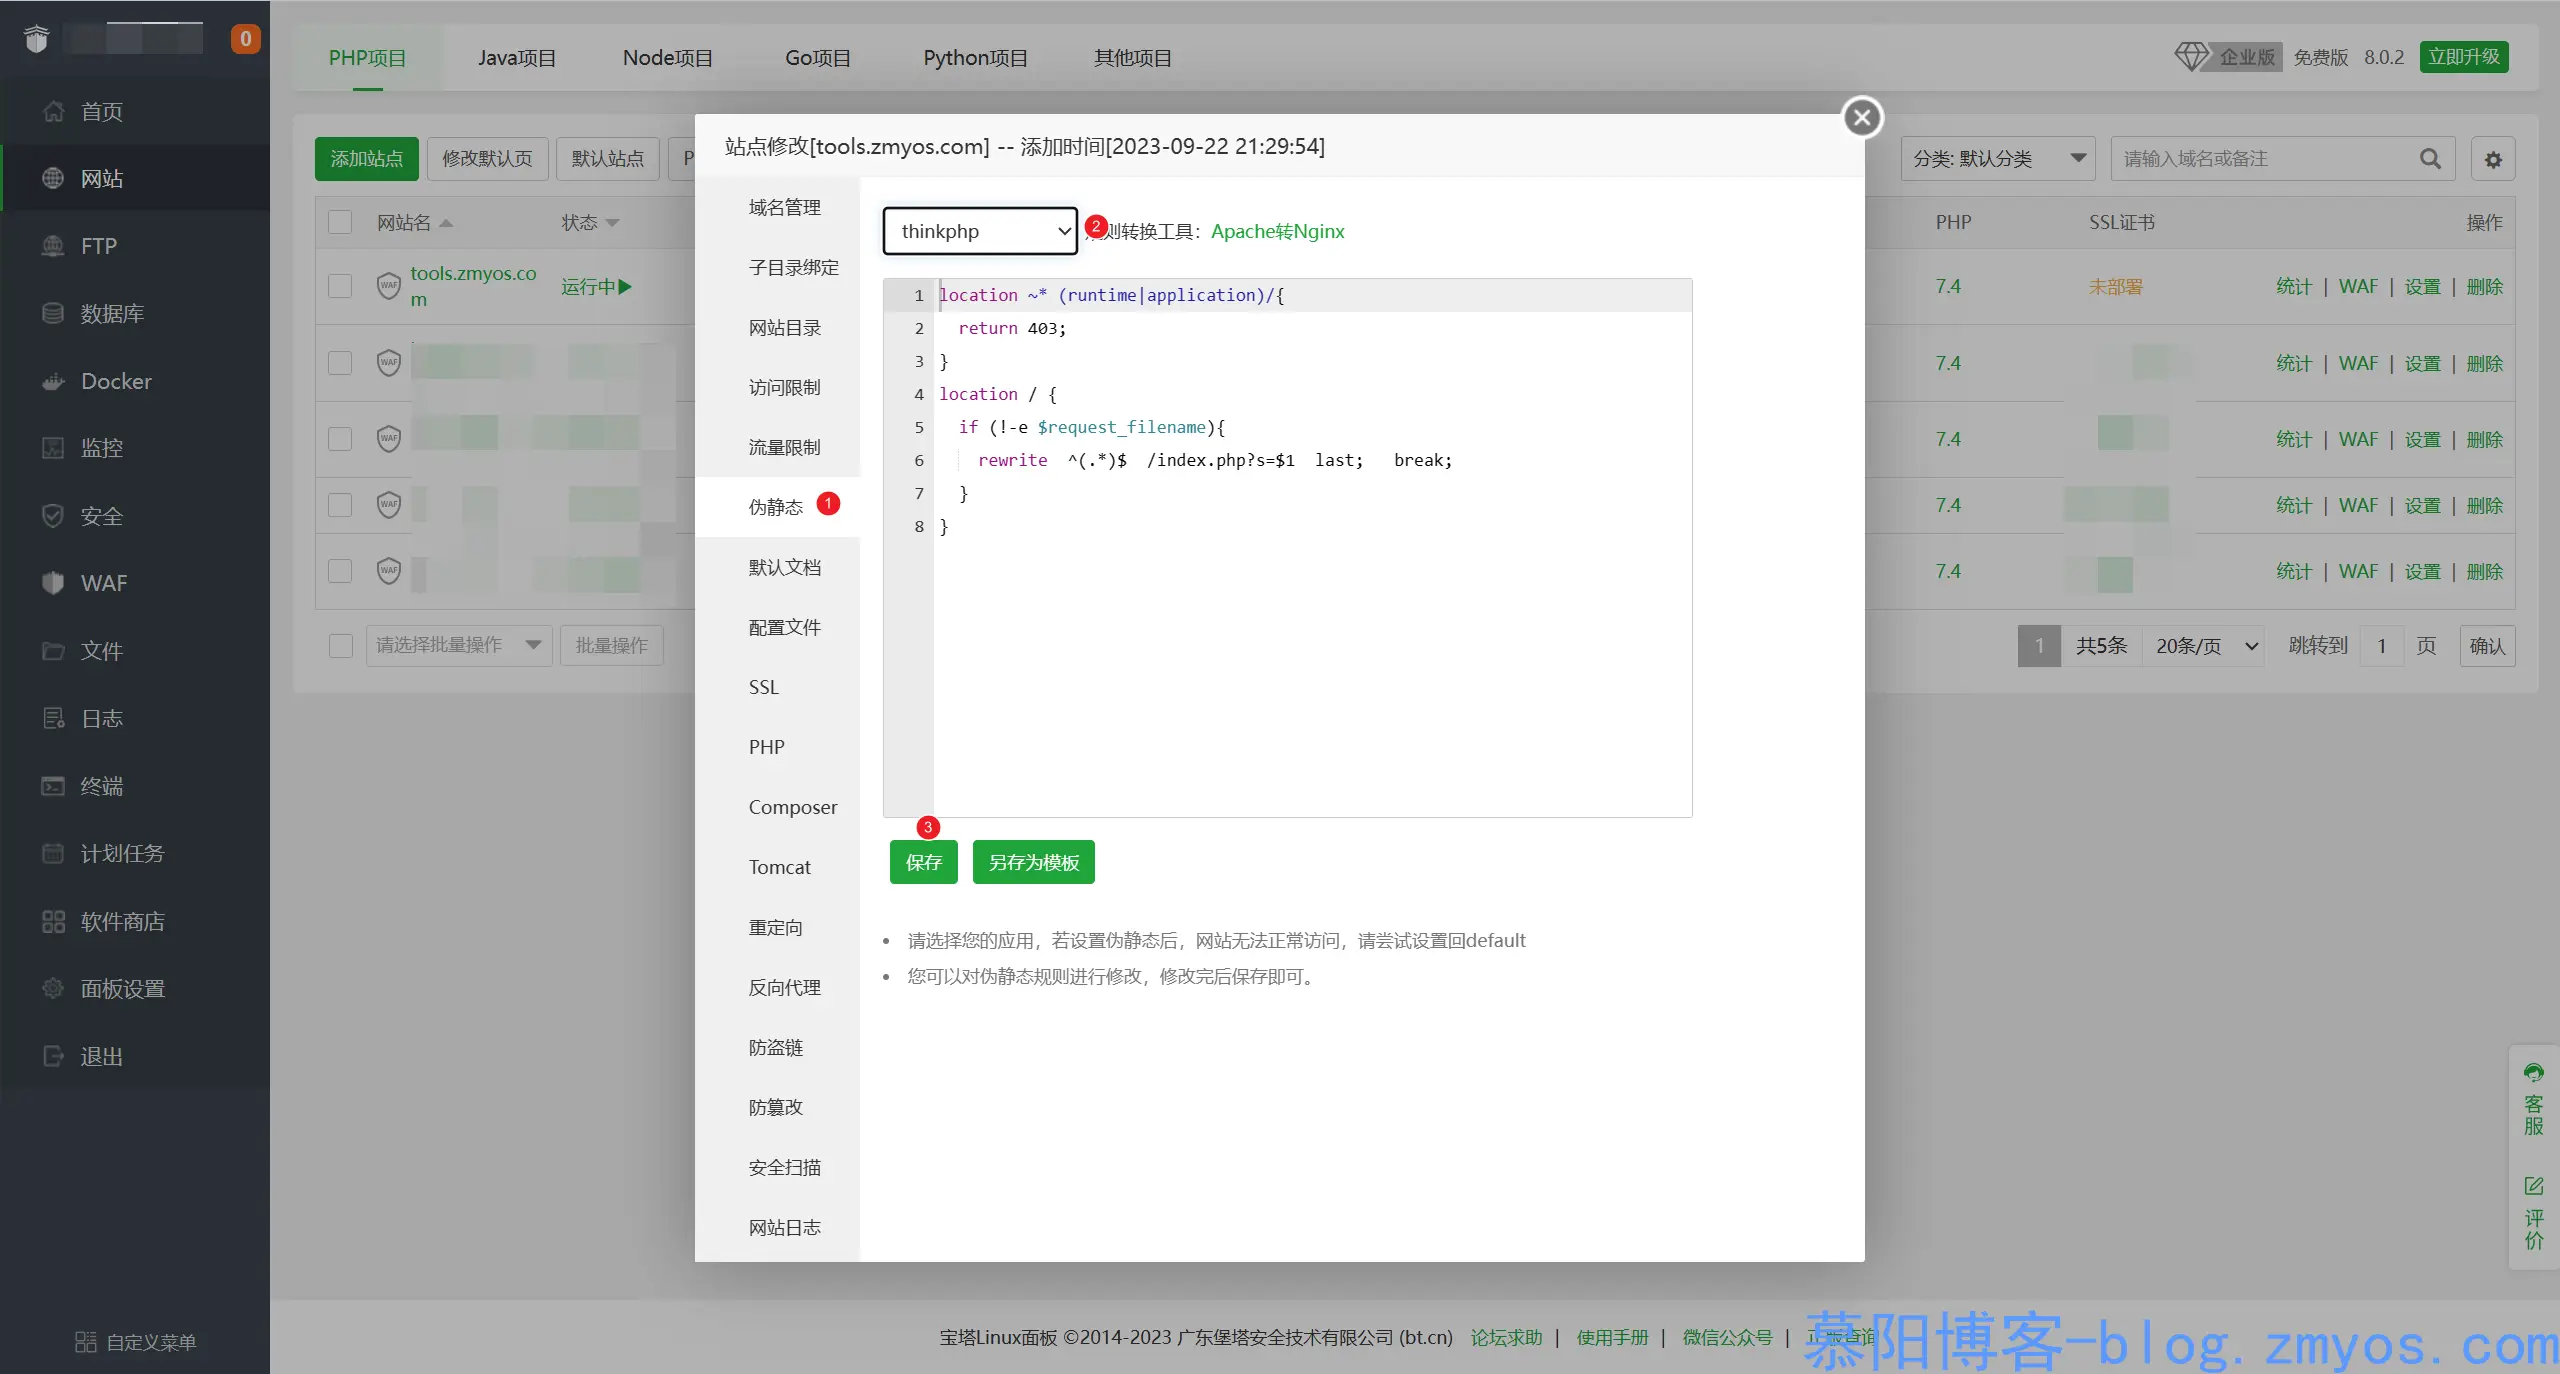 0
首页
网站
FTP
数据库
Docker
监控
安全
WAF
文件
日志
终端
计划任务
软件商店
面板设置
退出
自定义菜单
PHP项目 Java项目 Node项目 Go项目 Python项目 其他项目
企业版 免费版 8.0.2 立即升级
添加站点 修改默认页 默认站点 P
分类: 默认分类 请输入域名或备注
网站名 状态 PHP SSL证书 操作
WAF tools.zmyos.co
m
运行中 7.4 未部署 统计 | WAF | 设置 | 删除
WAF 7.4 统计 | WAF | 设置 | 删除
WAF 7.4 统计 | WAF | 设置 | 删除
WAF 7.4 统计 | WAF | 设置 | 删除
WAF 7.4 统计 | WAF | 设置 | 删除
请选择批量操作 批量操作
1 共5条 20条/页 跳转到 1 页 确认
站点修改[tools.zmyos.com] -- 添加时间[2023-09-22 21:29:54]
域名管理
子目录绑定
网站目录
访问限制
流量限制
伪静态 1
默认文档
配置文件
SSL
PHP
Composer
Tomcat
重定向
反向代理
防盗链
防篡改
安全扫描
网站日志
thinkphp 2 则转换工具：Apache转Nginx
1 location ~* (runtime|application)/{
2 return 403;
3 }
4 location / {
5 if (!-e $request_filename){
6 rewrite ^(.*)$ /index.php?s=$1 last; break;
7 }
8 }
3
保存 另存为模板
请选择您的应用，若设置伪静态后，网站无法正常访问，请尝试设置回default
您可以对伪静态规则进行修改，修改完后保存即可。
客服
评价
宝塔Linux面板 ©2014-2023 广东堡塔安全技术有限公司 (bt.cn) 论坛求助 | 使用手册 | 微信公众号 | 正版查询
慕阳博客-blog.zmyos.com